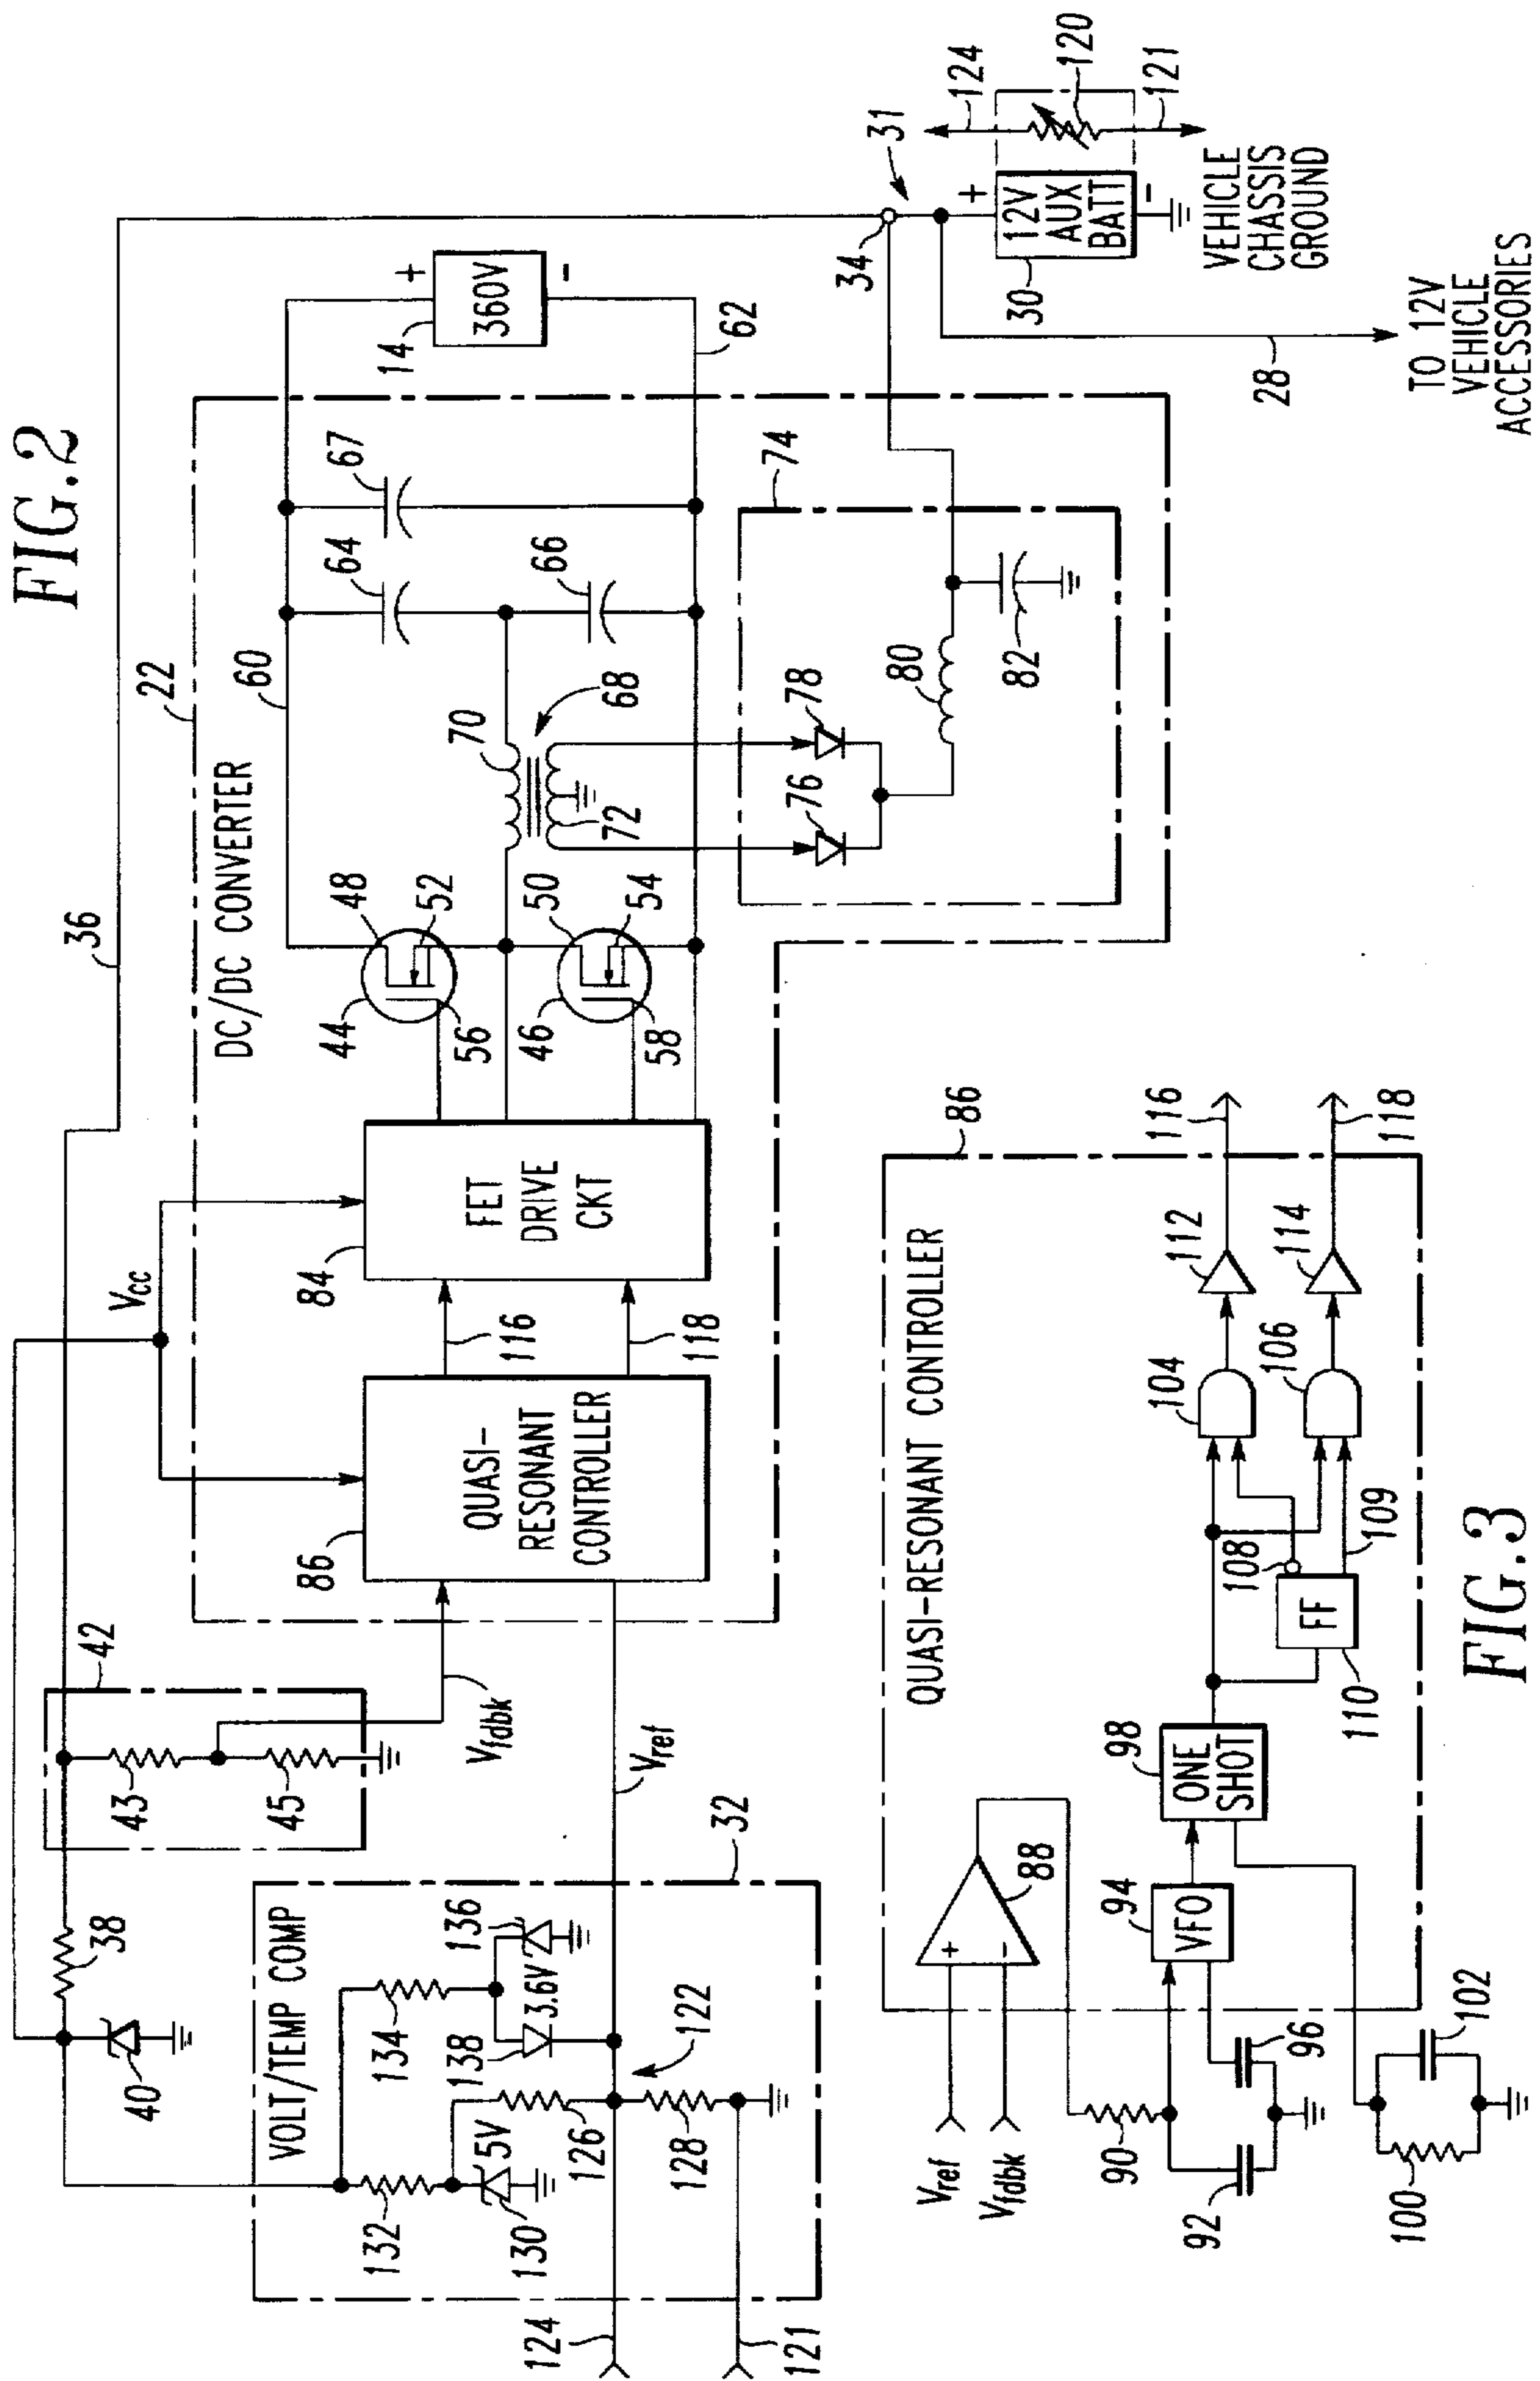 FIG.2
36
22
DC/DC CONVERTER
Vcc
60
64
67
14
360V
+
-
62
66
70
68
72
44
48
52
56
46
50
54
58
84
FET
DRIVE
CKT
116
118
86
QUASI-
RESONANT
CONTROLLER
74
76
78
80
82
34
31
+
12V
AUX
BATT
-
30
124
120
121
VEHICLE
CHASSIS
GROUND
28
TO 12V
VEHICLE
ACCESSORIES
42
43
45
Vfdbk
Vref
38
40
32
VOLT/TEMP COMP
134
136
138
3.6V
132
5V
130
126
128
122
124
121
86
QUASI-RESONANT CONTROLLER
Vref
Vfdbk
+
-
88
90
92
94
VFO
96
98
ONE
SHOT
100
102
104
106
108
109
110
FF
112
114
116
118
FIG.3